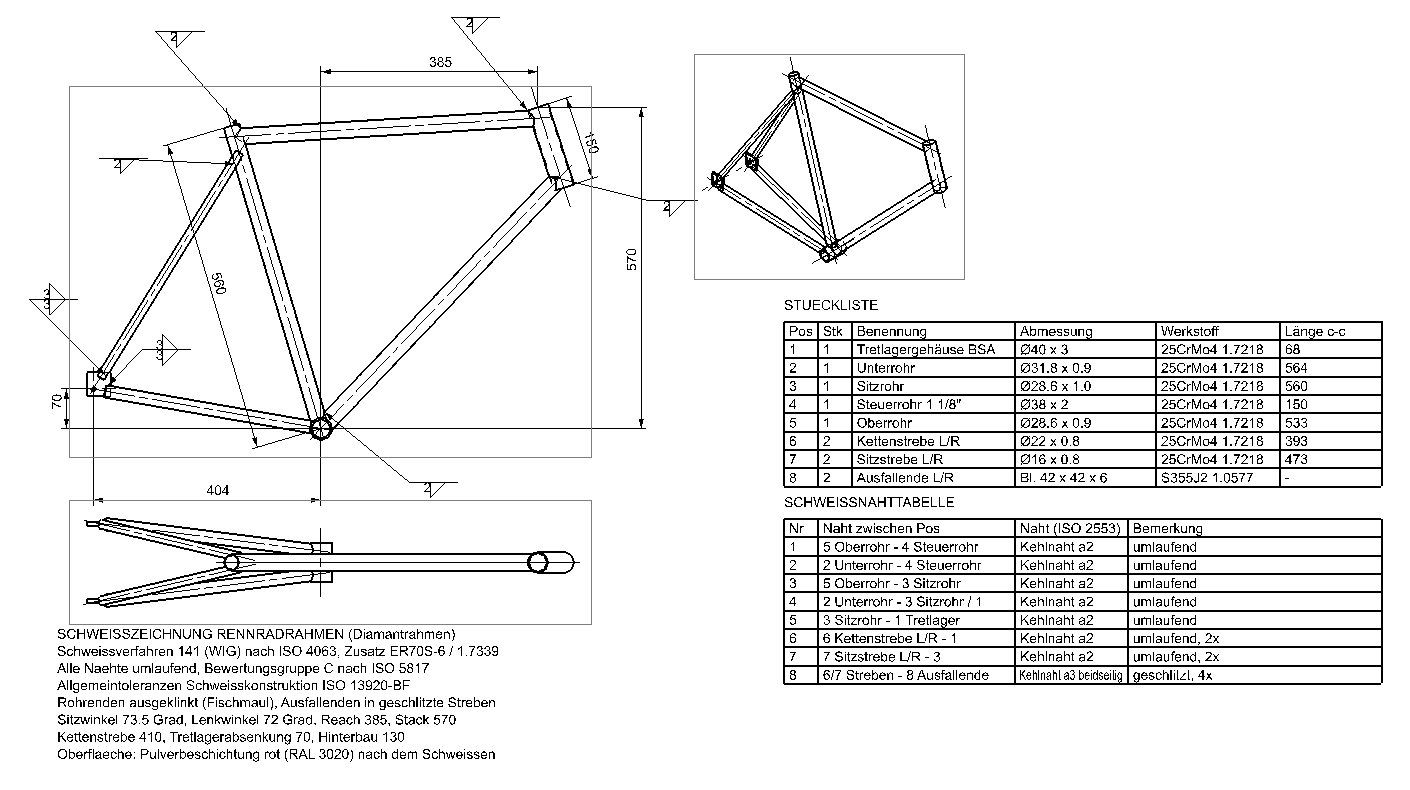 2
2
385
150
2
2
560
570
3
3
3
3
70
2
404
STUECKLISTE
Pos Stk Benennung Abmessung Werkstoff Länge c-c
1 1 Tretlagergehäuse BSA Ø40 x 3 25CrMo4 1.7218 68
2 1 Unterrohr Ø31.8 x 0.9 25CrMo4 1.7218 564
3 1 Sitzrohr Ø28.6 x 1.0 25CrMo4 1.7218 560
4 1 Steuerrohr 1 1/8" Ø38 x 2 25CrMo4 1.7218 150
5 1 Oberrohr Ø28.6 x 0.9 25CrMo4 1.7218 533
6 2 Kettenstrebe L/R Ø22 x 0.8 25CrMo4 1.7218 393
7 2 Sitzstrebe L/R Ø16 x 0.8 25CrMo4 1.7218 473
8 2 Ausfallende L/R Bl. 42 x 42 x 6 S355J2 1.0577 -
SCHWEISSNAHTTABELLE
Nr Naht zwischen Pos Naht (ISO 2553) Bemerkung
1 5 Oberrohr - 4 Steuerrohr Kehlnaht a2 umlaufend
2 2 Unterrohr - 4 Steuerrohr Kehlnaht a2 umlaufend
3 5 Oberrohr - 3 Sitzrohr Kehlnaht a2 umlaufend
4 2 Unterrohr - 3 Sitzrohr / 1 Kehlnaht a2 umlaufend
5 3 Sitzrohr - 1 Tretlager Kehlnaht a2 umlaufend
6 6 Kettenstrebe L/R - 1 Kehlnaht a2 umlaufend, 2x
7 7 Sitzstrebe L/R - 3 Kehlnaht a2 umlaufend, 2x
8 6/7 Streben - 8 Ausfallende Kehlnaht a3 beidseitig geschlitzt, 4x
SCHWEISSZEICHNUNG RENNRADRAHMEN (Diamantrahmen)
Schweissverfahren 141 (WIG) nach ISO 4063, Zusatz ER70S-6 / 1.7339
Alle Naehte umlaufend, Bewertungsgruppe C nach ISO 5817
Allgemeintoleranzen Schweisskonstruktion ISO 13920-BF
Rohrenden ausgeklinkt (Fischmaul), Ausfallenden in geschlitzte Streben
Sitzwinkel 73.5 Grad, Lenkwinkel 72 Grad, Reach 385, Stack 570
Kettenstrebe 410, Tretlagerabsenkung 70, Hinterbau 130
Oberflaeche: Pulverbeschichtung rot (RAL 3020) nach dem Schweissen